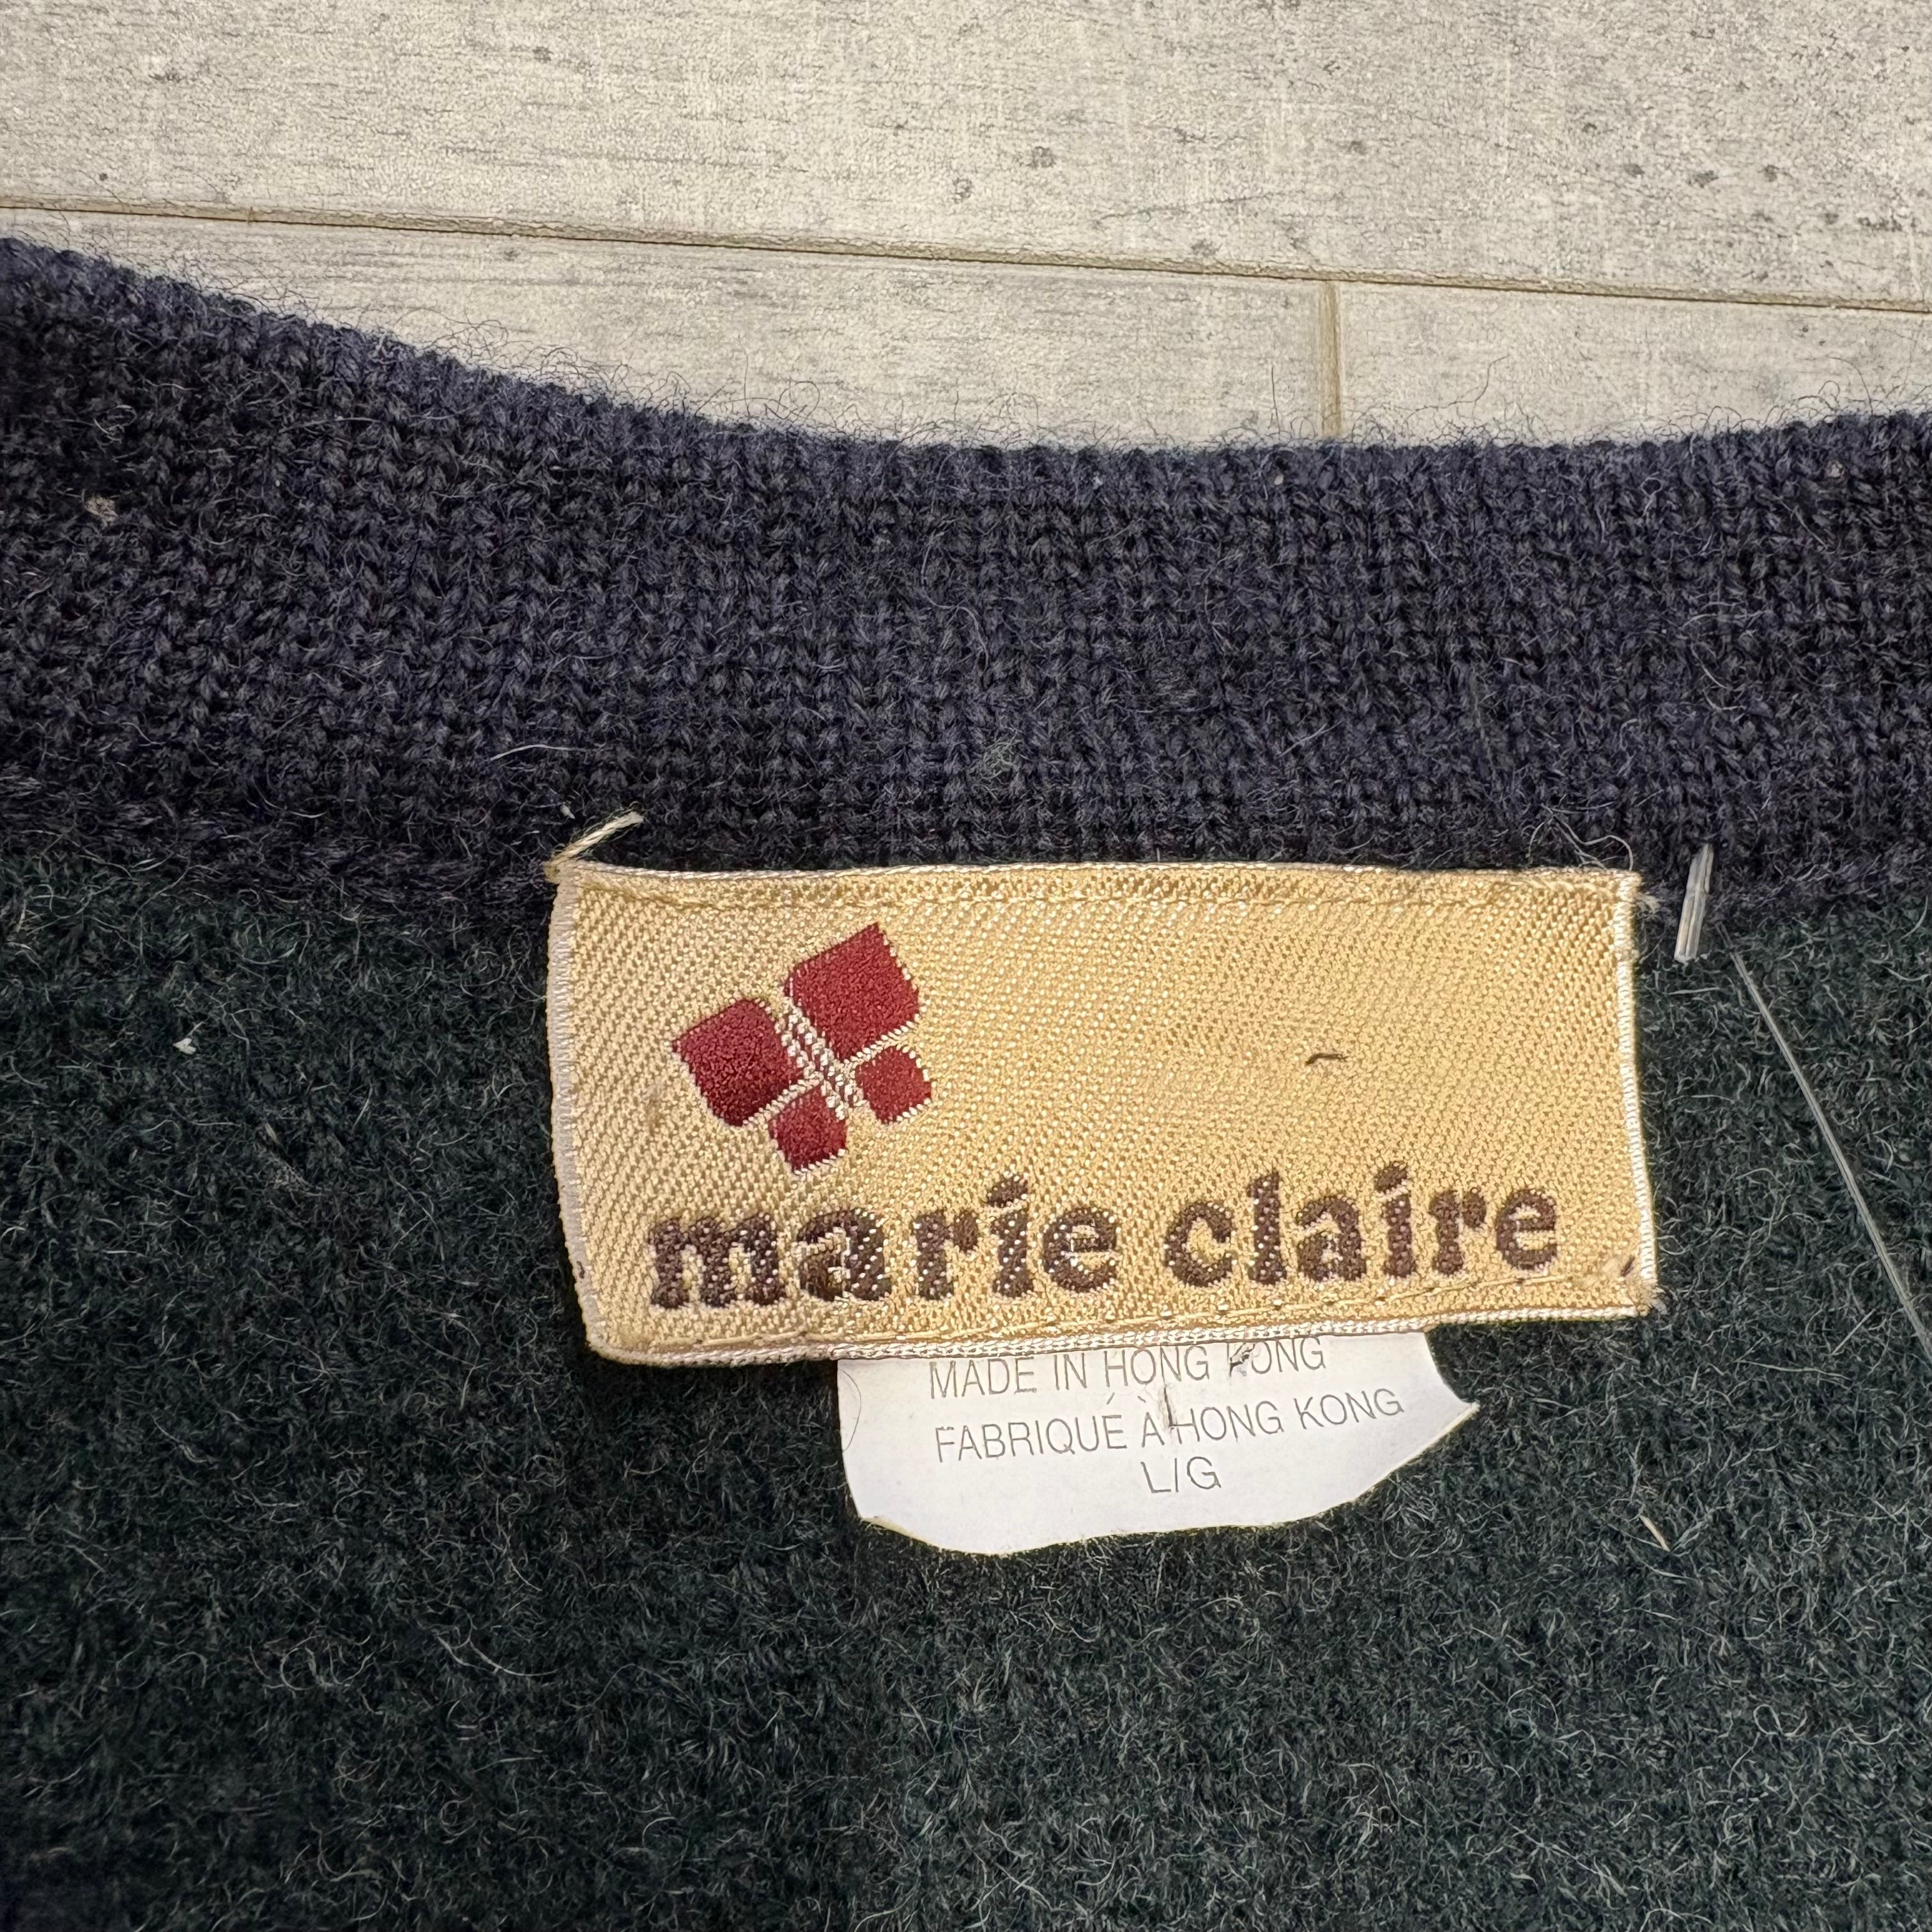 marie claire
MADE IN HONG KONG
FABRIQUÉ À HONG KONG
L/G